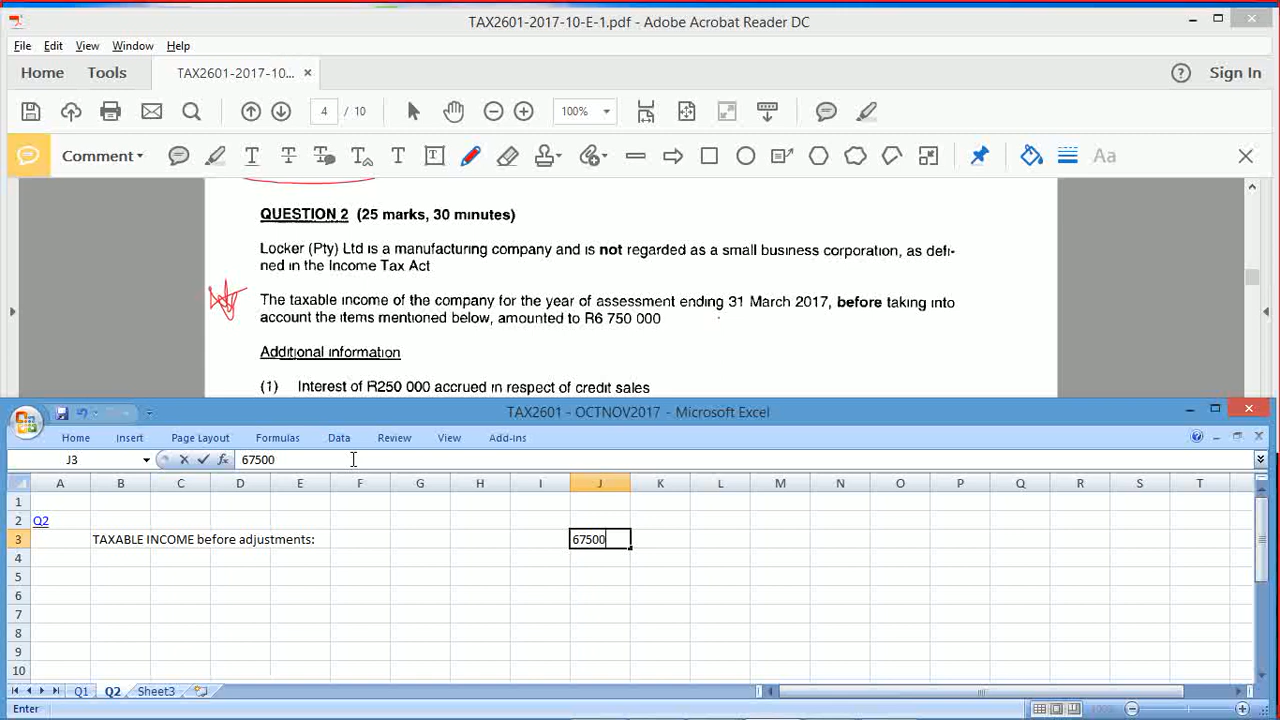 TAX2601-2017-10-E-1.pdf - Adobe Acrobat Reader DC
File Edit View Window Help
Home Tools TAX2601-2017-10... × Sign In
4 / 10 100%
Comment
QUESTION 2 (25 marks, 30 minutes)
Locker (Pty) Ltd is a manufacturing company and is not regarded as a small business corporation, as defi-
ned in the Income Tax Act
The taxable income of the company for the year of assessment ending 31 March 2017, before taking into
account the items mentioned below, amounted to R6 750 000
Additional information
(1) Interest of R250 000 accrued in respect of credit sales
TAX2601 - OCTNOV2017 - Microsoft Excel
Home Insert Page Layout Formulas Data Review View Add-Ins
J3 fx 67500
A B C D E F G H I J K L M N O P Q R S T
1
2 Q2
3 TAXABLE INCOME before adjustments: 67500
4
5
6
7
8
9
10
Q1 Q2 Sheet3
Enter 100%